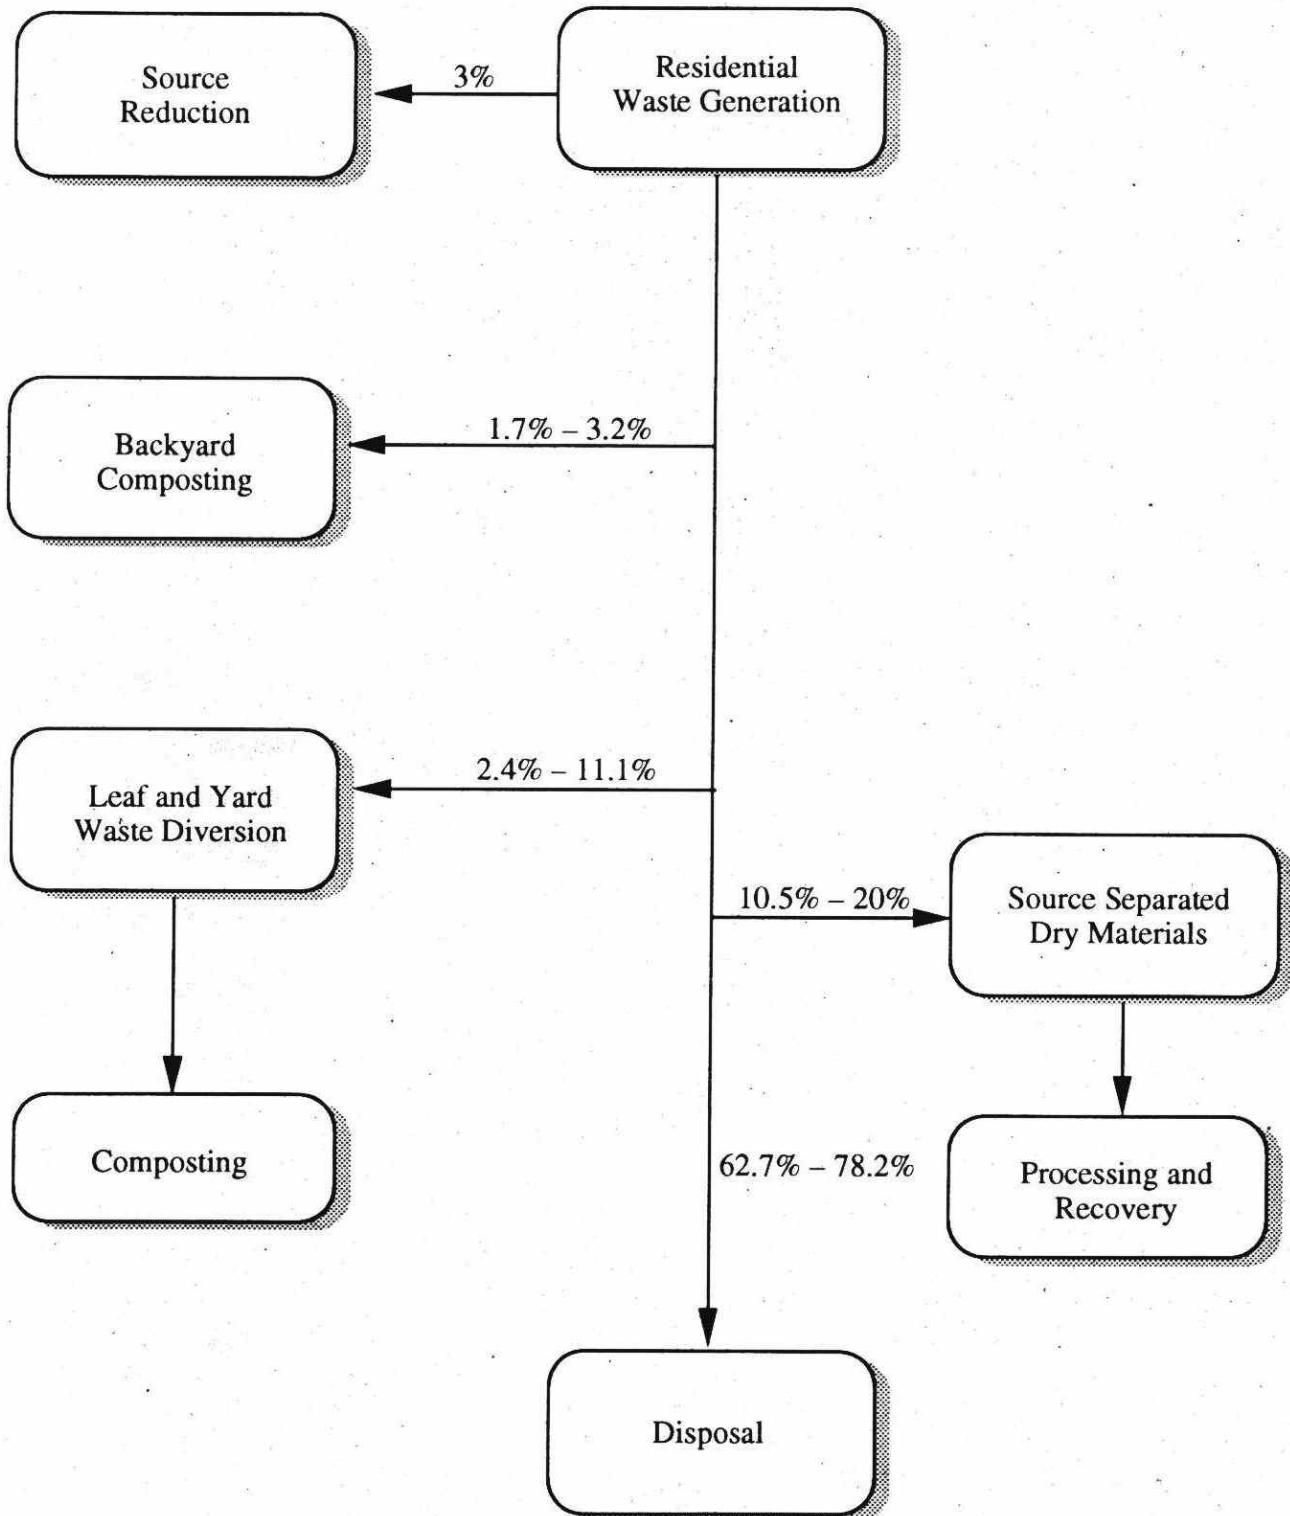 Source
Reduction
3%
Residential
Waste Generation
Backyard
Composting
1.7% – 3.2%
Leaf and Yard
Waste Diversion
2.4% – 11.1%
10.5% – 20%
Source Separated
Dry Materials
Composting
62.7% – 78.2%
Processing and
Recovery
Disposal